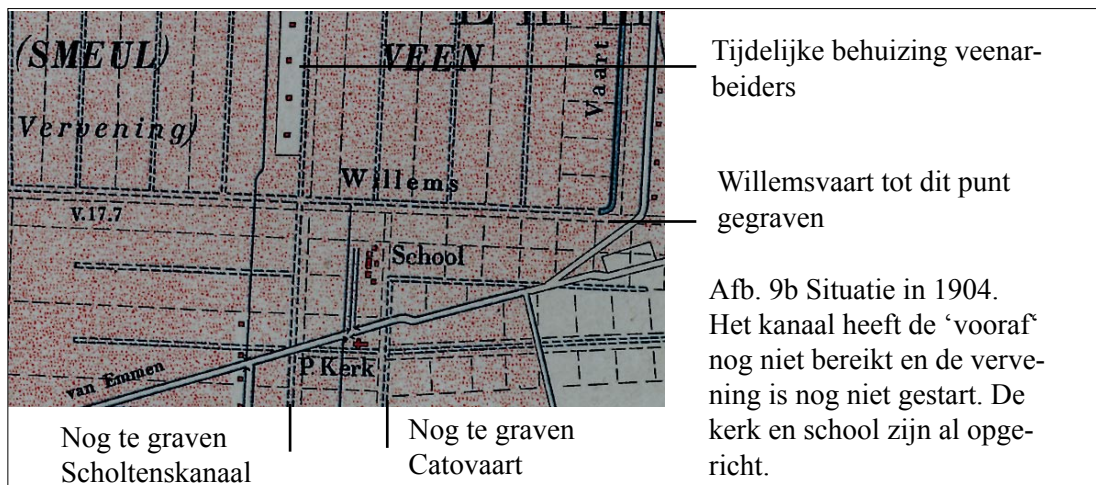 Emm
(SMEUL) VEEN
Vaart
Vervening)
Willems
V.17.7
School
P Kerk
van Emmen
Tijdelijke behuizing veenar-
beiders
Willemsvaart tot dit punt
gegraven
Afb. 9b Situatie in 1904.
Het kanaal heeft de ‘vooraf‘
nog niet bereikt en de verve-
ning is nog niet gestart. De
kerk en school zijn al opge-
richt.
Nog te graven
Scholtenskanaal
Nog te graven
Catovaart